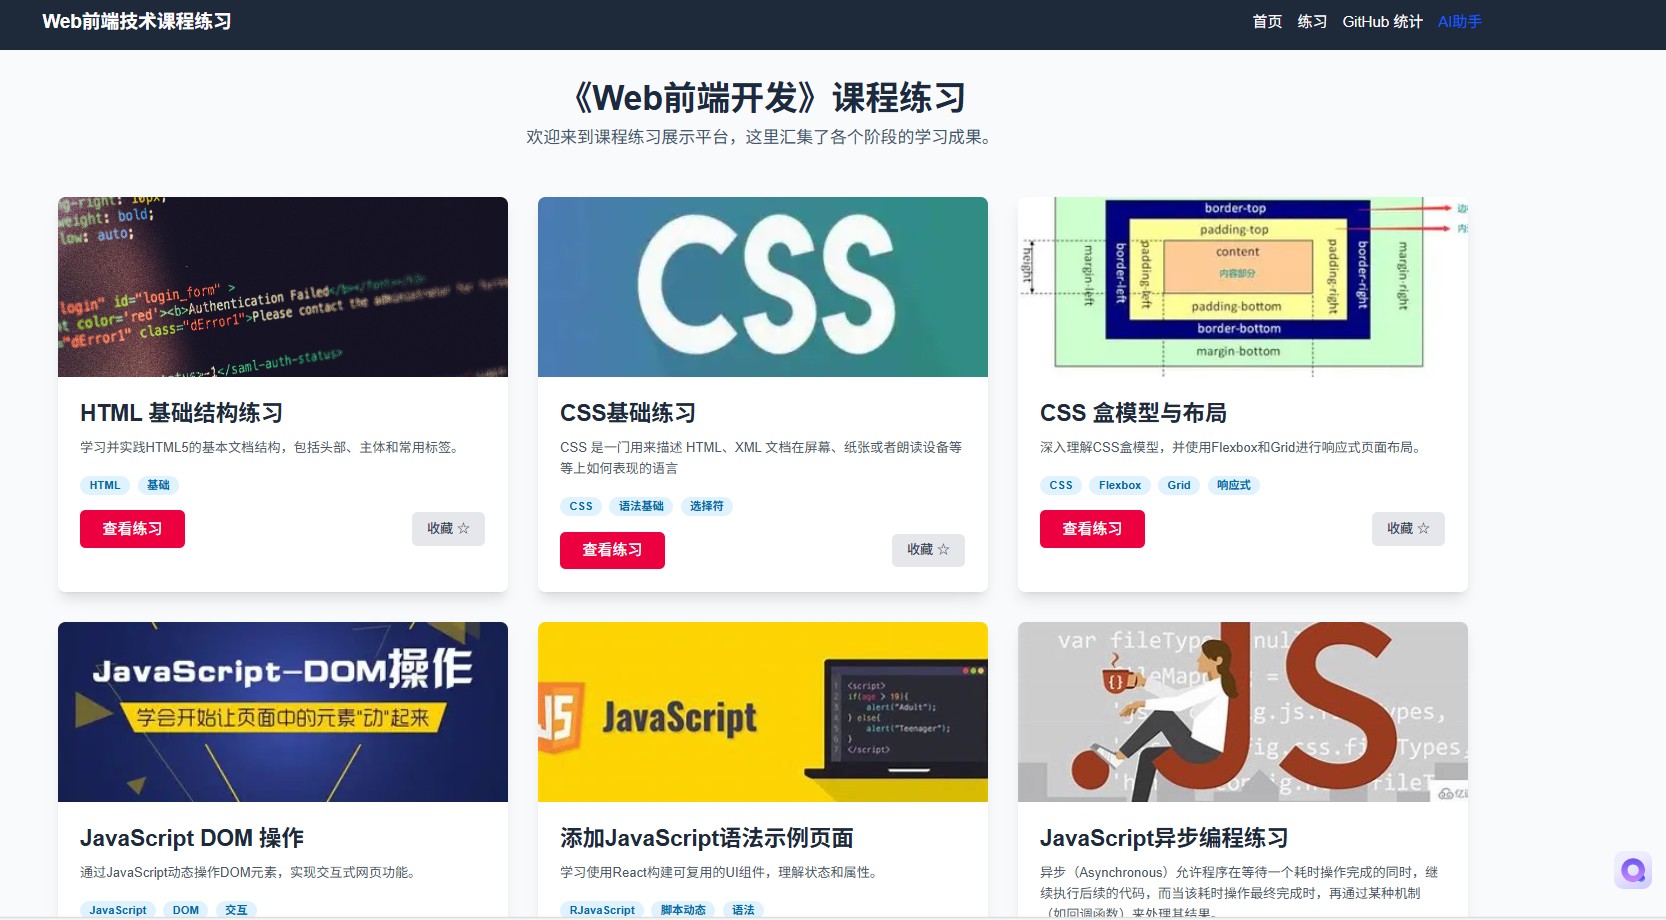 Web前端技术课程练习
首页 练习 GitHub 统计 AI助手
《Web前端开发》课程练习
欢迎来到课程练习展示平台，这里汇集了各个阶段的学习成果。
weight: bold;
low: auto;
login" id="login_form" >
color='red'><b>Authentication Failed
"dError1" class="dError1">Please contact the administrator for
</saml-auth-status>
HTML 基础结构练习
学习并实践HTML5的基本文档结构，包括头部、主体和常用标签。
HTML 基础
查看练习 收藏 ☆
CSS
CSS基础练习
CSS 是一门用来描述 HTML、XML 文档在屏幕、纸张或者朗读设备等
等上如何表现的语言
CSS 语法基础 选择符
查看练习 收藏 ☆
border-top
padding-top
content
内容部分
height
margin-left
border-left
padding-left
padding-right
border-right
margin-right
padding-bottom
border-bottom
margin-bottom
CSS 盒模型与布局
深入理解CSS盒模型，并使用Flexbox和Grid进行响应式页面布局。
CSS Flexbox Grid 响应式
查看练习 收藏 ☆
JavaScript-DOM操作
学会开始让页面中的元素"动"起来
JavaScript DOM 操作
通过JavaScript动态操作DOM元素，实现交互式网页功能。
JavaScript DOM 交互
JS
JavaScript
<script>
if(age > 19){
alert("Adult");
} else{
alert("Teenager");
}
</script>
添加JavaScript语法示例页面
学习使用React构建可复用的UI组件，理解状态和属性。
RJavaScript 脚本动态 语法
var fileType null
{}
JS
JavaScript异步编程练习
异步（Asynchronous）允许程序在等待一个耗时操作完成的同时，继
续执行后续的代码，而当该耗时操作最终完成时，再通过某种机制
（如回调函数）来处理其结果。